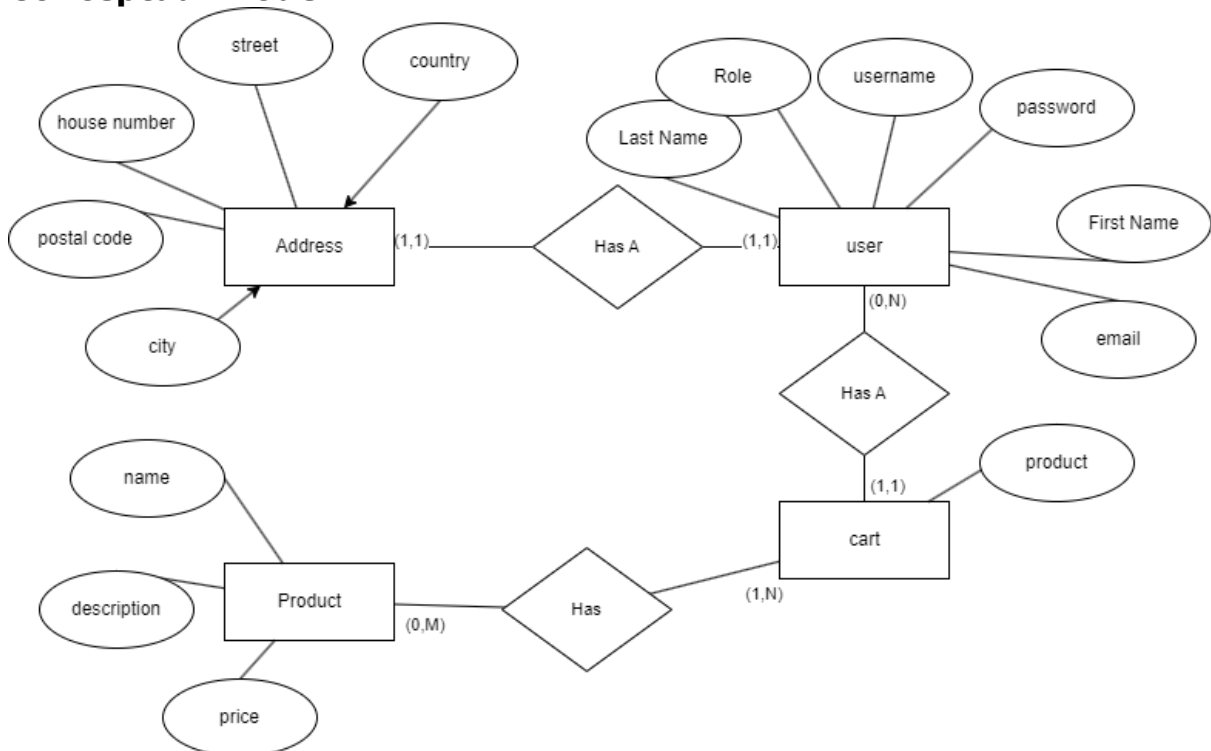 street
country
Role
username
house number
Last Name
password
postal code
Address
(1,1)
Has A
(1,1)
user
First Name
(0,N)
city
email
Has A
name
product
(1,1)
cart
Product
(1,N)
description
Has
(0,M)
price